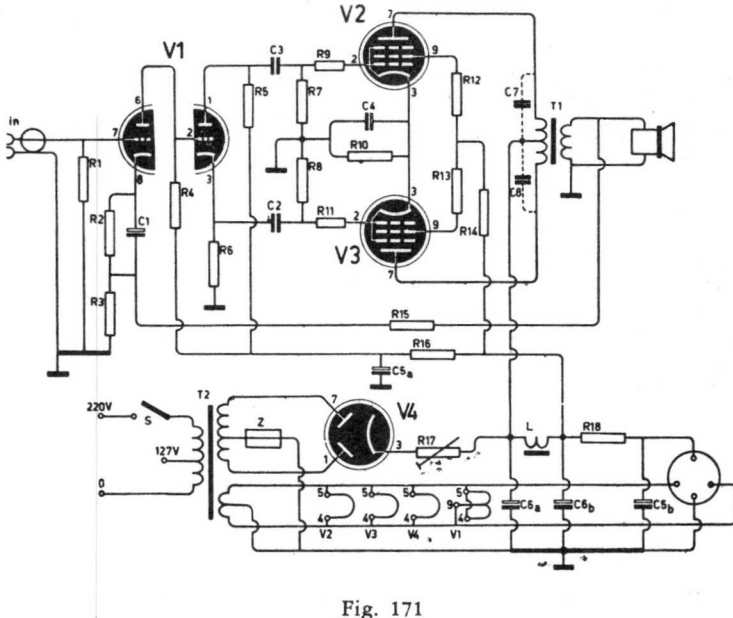 V1
V2
V3
V4
in
6
7
8
1
2
3
R1
R2
R3
C1
R4
R5
R6
C3
C2
R7
R8
R9
R11
C4
R10
7
2
9
3
3
2
9
7
R12
R13
R14
C7
C8
T1
R15
R16
C5a
220V
S
127V
0
T2
Z
7
1
3
R17
L
R18
5
4
V2
5
4
V3
5
4
V4
5
9
4
V1
C6a
C6b
C5b
Fig. 171